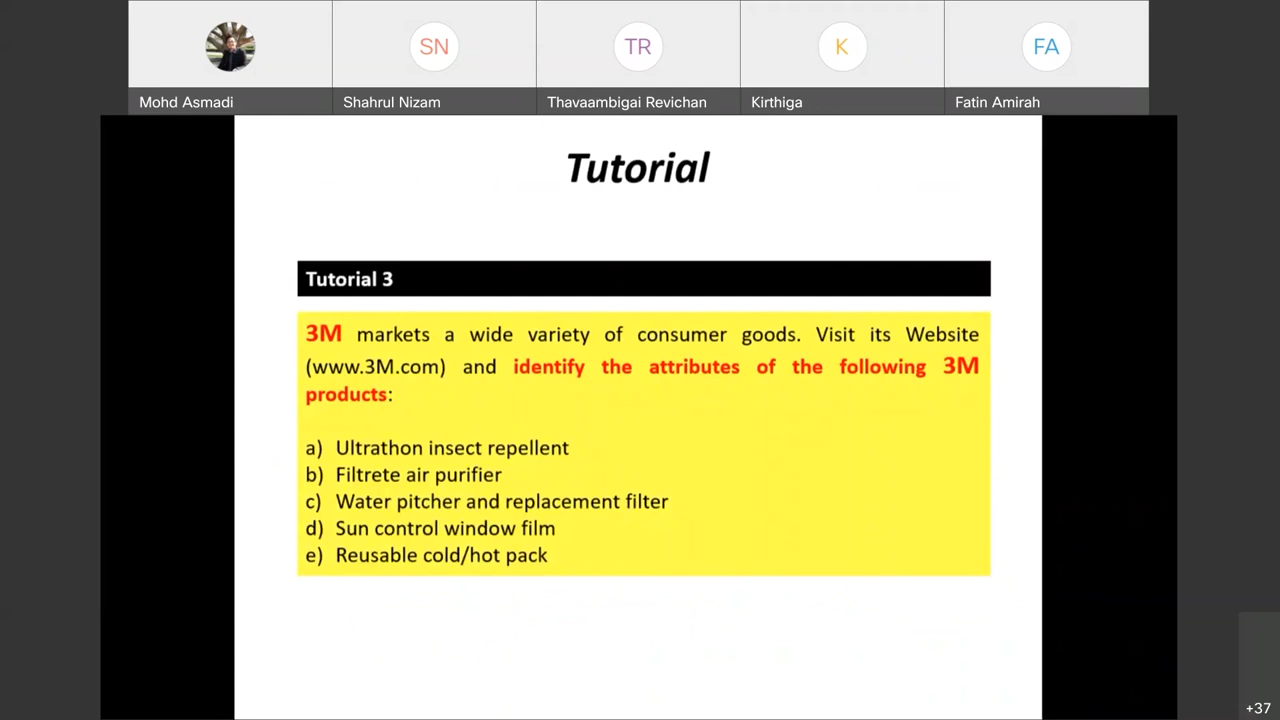 SN
TR
K
FA
Mohd Asmadi
Shahrul Nizam
Thavaambigai Revichan
Kirthiga
Fatin Amirah
Tutorial
Tutorial 3
3M markets a wide variety of consumer goods. Visit its Website
(www.3M.com) and identify the attributes of the following 3M
products:
a) Ultrathon insect repellent
b) Filtrete air purifier
c) Water pitcher and replacement filter
d) Sun control window film
e) Reusable cold/hot pack
+37